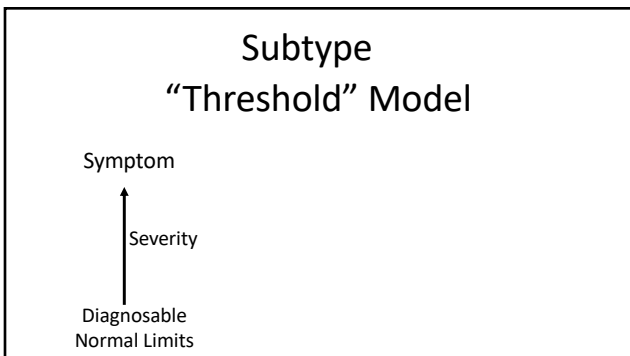 Subtype
“Threshold” Model
Symptom
Severity
Diagnosable
Normal Limits